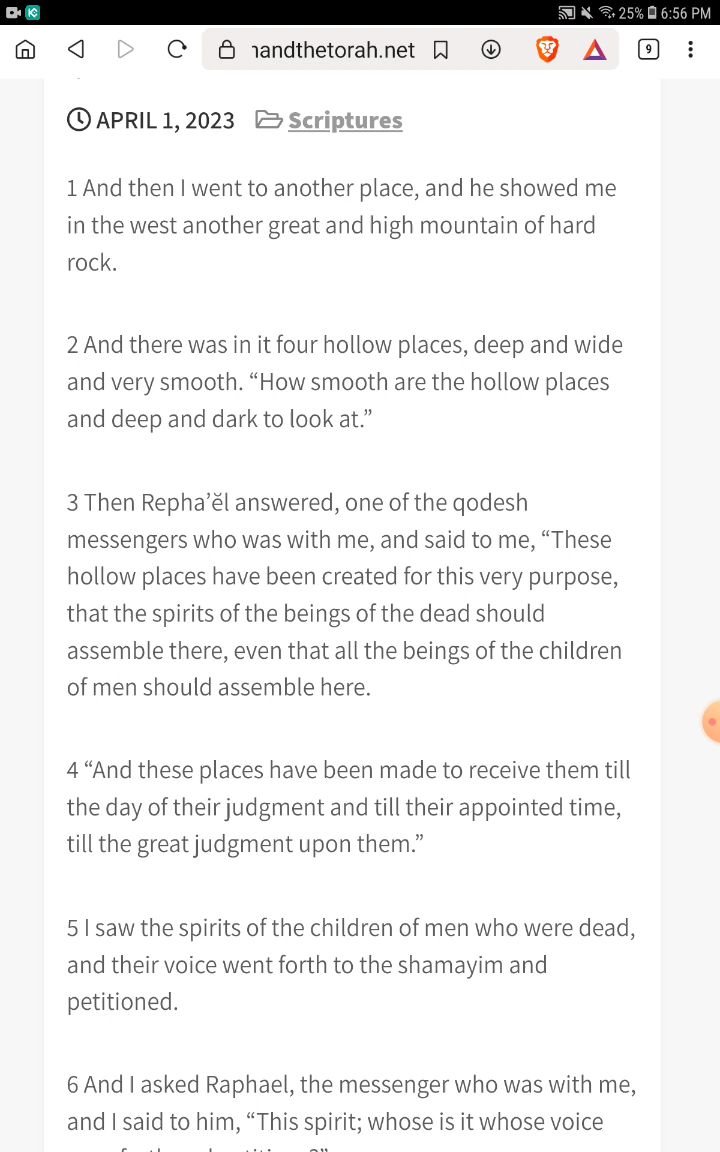 25% 6:56 PM
nandthetorah.net 9
APRIL 1, 2023 Scriptures
1 And then I went to another place, and he showed me
in the west another great and high mountain of hard
rock.
2 And there was in it four hollow places, deep and wide
and very smooth. “How smooth are the hollow places
and deep and dark to look at.”
3 Then Repha’ĕl answered, one of the qodesh
messengers who was with me, and said to me, “These
hollow places have been created for this very purpose,
that the spirits of the beings of the dead should
assemble there, even that all the beings of the children
of men should assemble here.
4 “And these places have been made to receive them till
the day of their judgment and till their appointed time,
till the great judgment upon them.”
5 I saw the spirits of the children of men who were dead,
and their voice went forth to the shamayim and
petitioned.
6 And I asked Raphael, the messenger who was with me,
and I said to him, “This spirit; whose is it whose voice